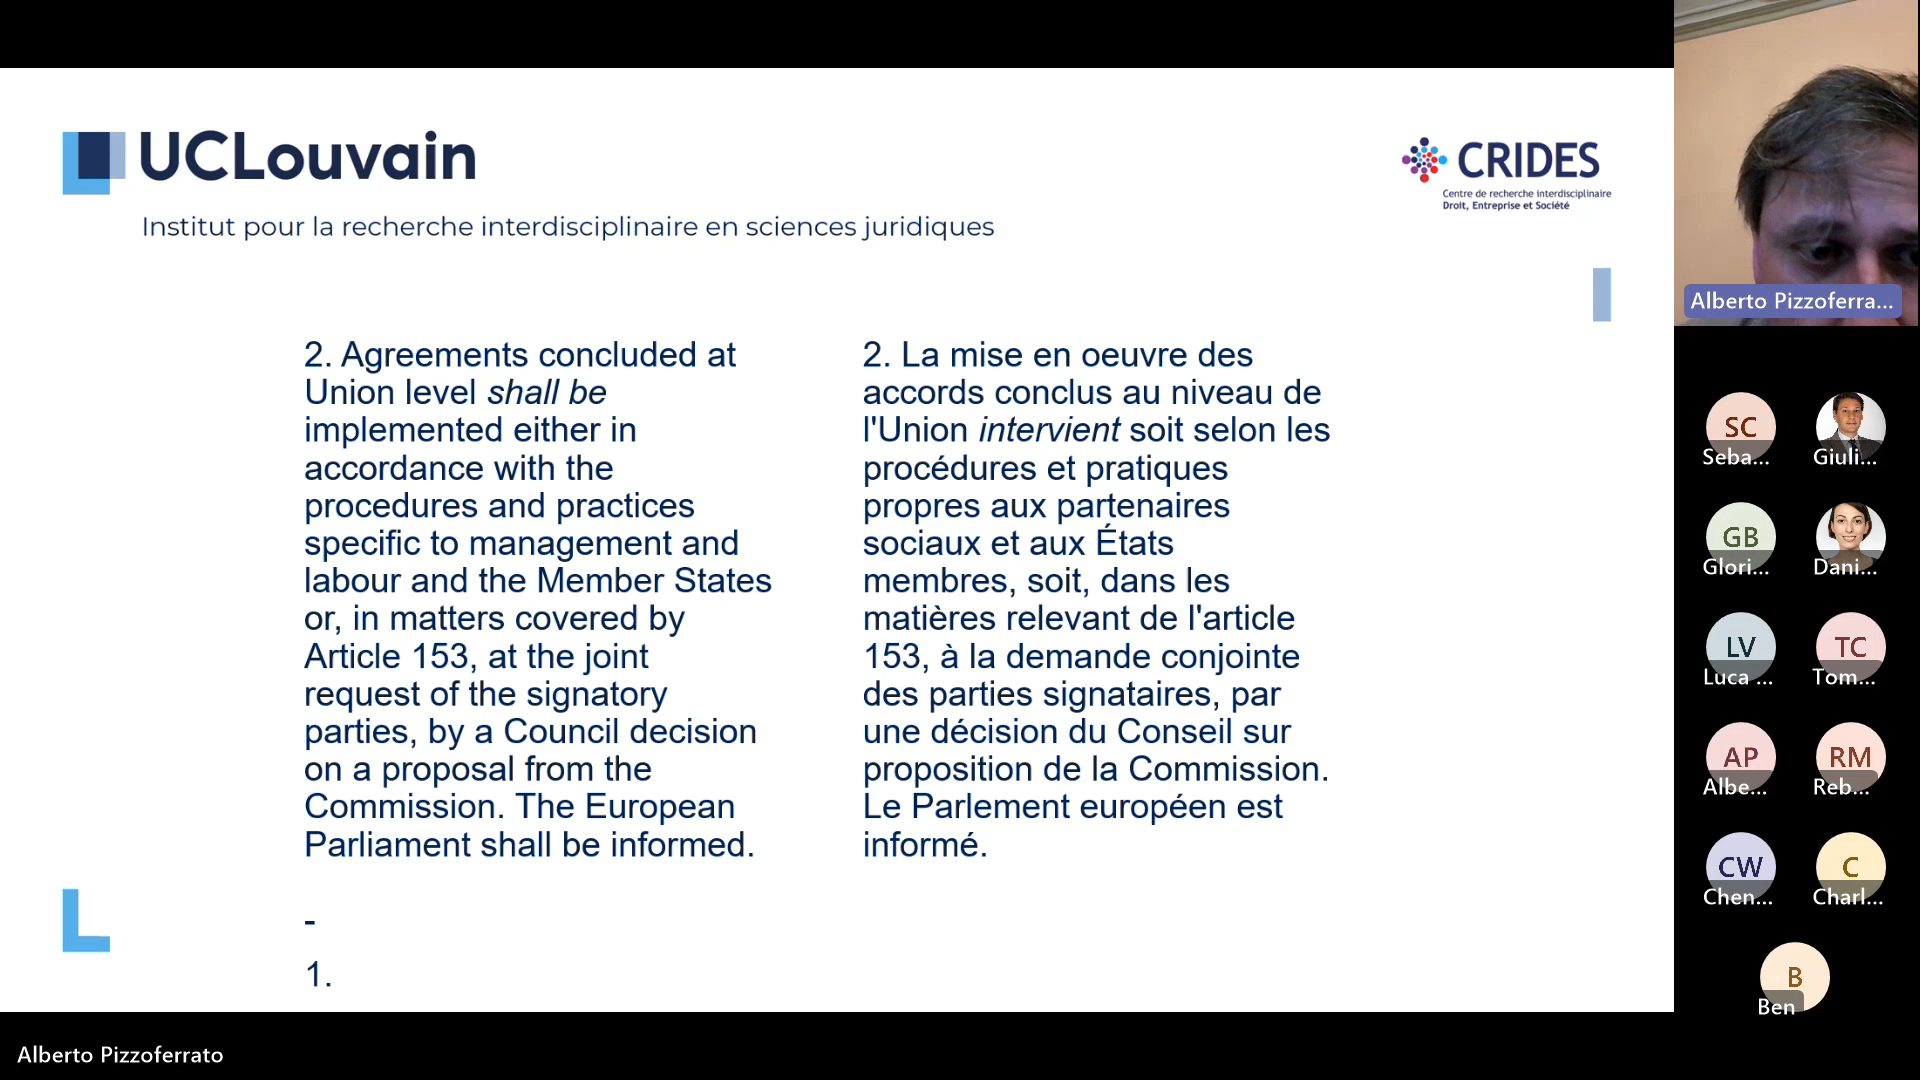 UCLouvain
Institut pour la recherche interdisciplinaire en sciences juridiques
CRIDES
Centre de recherche interdisciplinaire
Droit, Entreprise et Société
2. Agreements concluded at
Union level shall be
implemented either in
accordance with the
procedures and practices
specific to management and
labour and the Member States
or, in matters covered by
Article 153, at the joint
request of the signatory
parties, by a Council decision
on a proposal from the
Commission. The European
Parliament shall be informed.
-
1.
2. La mise en oeuvre des
accords conclus au niveau de
l'Union intervient soit selon les
procédures et pratiques
propres aux partenaires
sociaux et aux États
membres, soit, dans les
matières relevant de l'article
153, à la demande conjointe
des parties signataires, par
une décision du Conseil sur
proposition de la Commission.
Le Parlement européen est
informé.
Alberto Pizzoferra...
SC
Seba...
Giuli...
GB
Glori...
Dani...
LV
Luca ...
TC
Tom...
AP
Albe...
RM
Reb...
CW
Chen...
C
Charl...
B
Ben
Alberto Pizzoferrato